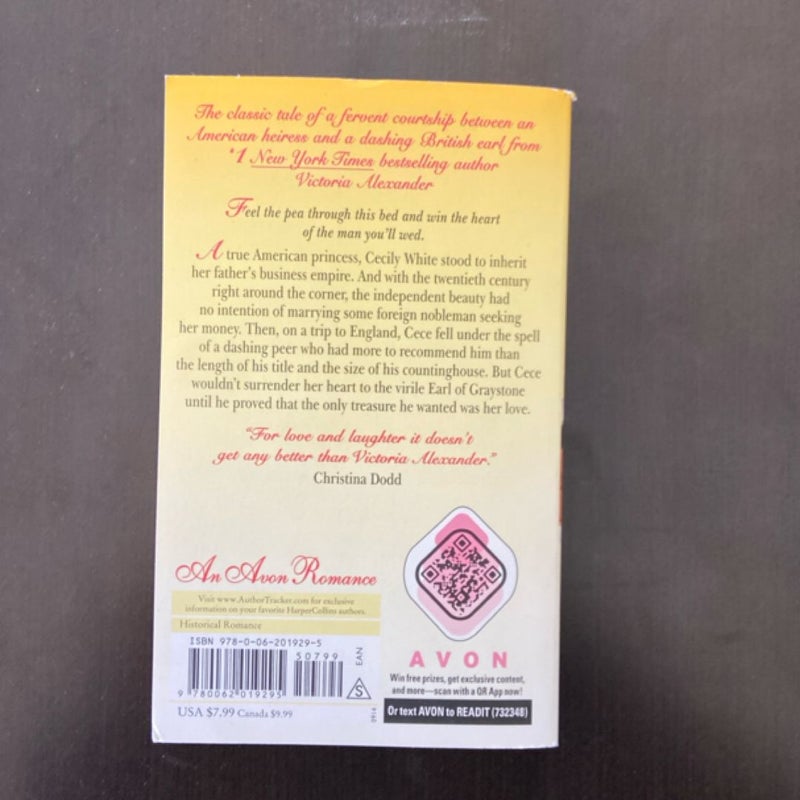 The classic tale of a fervent courtship between an
American heiress and a dashing British earl from
#1 New York Times bestselling author
Victoria Alexander
Feel the pea through this bed and win the heart
of the man you'll wed.
A true American princess, Cecily White stood to inherit
her father's business empire. And with the twentieth century
right around the corner, the independent beauty had
no intention of marrying some foreign nobleman seeking
her money. Then, on a trip to England, Cece fell under the spell
of a dashing peer who had more to recommend him than
the length of his title and the size of his countinghouse. But Cece
wouldn't surrender her heart to the virile Earl of Graystone
until he proved that the only treasure he wanted was her love.
"For love and laughter it doesn't
get any better than Victoria Alexander."
Christina Dodd
An Avon Romance
Visit www.AuthorTracker.com for exclusive
information on your favorite HarperCollins authors.
Historical Romance
ISBN 978-0-06-201929-5
50799
EAN
9 780062 019295
S
USA $7.99 Canada $9.99
0914
AVON
Win free prizes, get exclusive content,
and more—scan with a QR App now!
Or text AVON to READIT (732348)